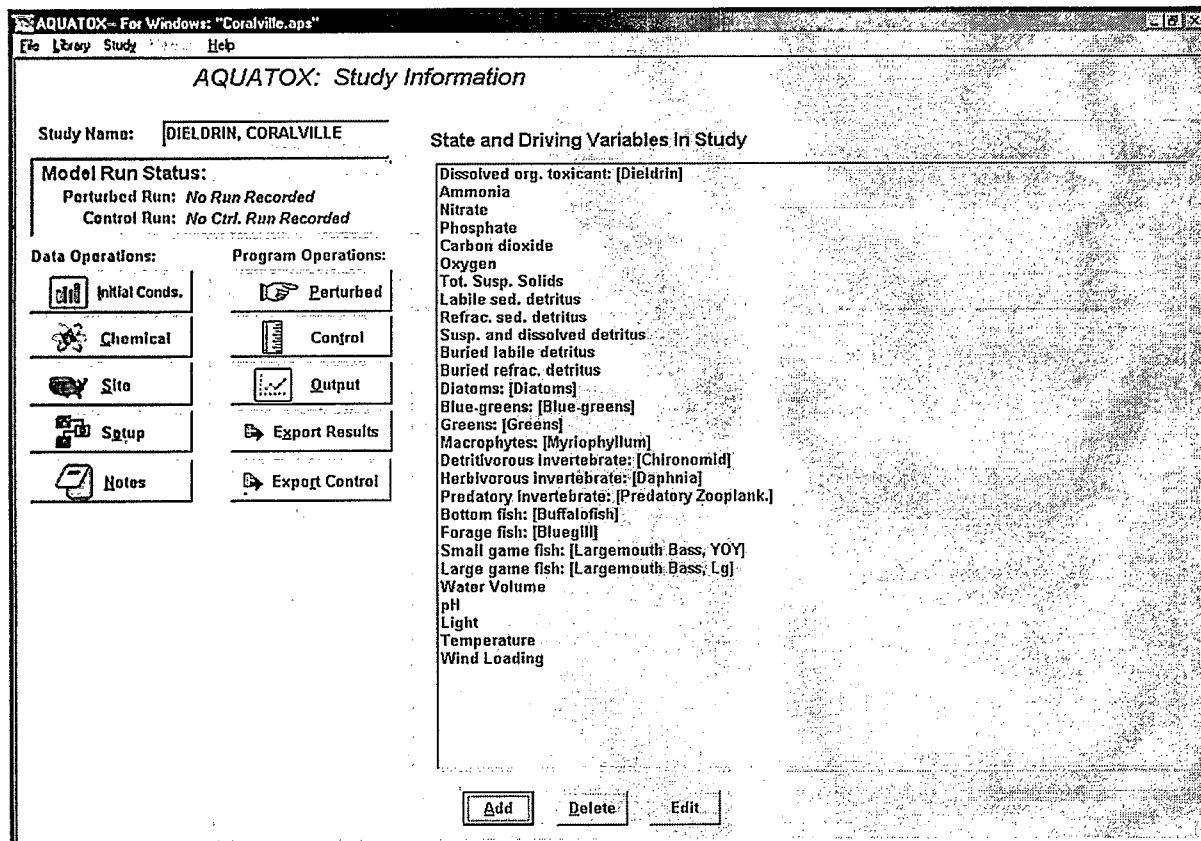 AQUATOX-- For Windows: "Coralville.aps"
File Library Study Help
AQUATOX: Study Information
Study Name: DIELDRIN, CORALVILLE
Model Run Status:
Perturbed Run: No Run Recorded
Control Run: No Ctrl. Run Recorded
Data Operations:
Initial Conds.
Chemical
Site
Setup
Notes
Program Operations:
Perturbed
Control
Output
Export Results
Export Control
State and Driving Variables In Study
Dissolved org. toxicant: [Dieldrin]
Ammonia
Nitrate
Phosphate
Carbon dioxide
Oxygen
Tot. Susp. Solids
Labile sed. detritus
Refrac. sed. detritus
Susp. and dissolved detritus
Buried labile detritus
Buried refrac. detritus
Diatoms: [Diatoms]
Blue-greens: [Blue-greens]
Greens: [Greens]
Macrophytes: [Myriophyllum]
Detritivorous invertebrate: [Chironomid]
Herbivorous invertebrate: [Daphnia]
Predatory invertebrate: [Predatory Zooplank.]
Bottom fish: [Buffalofish]
Forage fish: [Bluegill]
Small game fish: [Largemouth Bass, YOY]
Large game fish: [Largemouth Bass, Lg]
Water Volume
pH
Light
Temperature
Wind Loading
Add Delete Edit